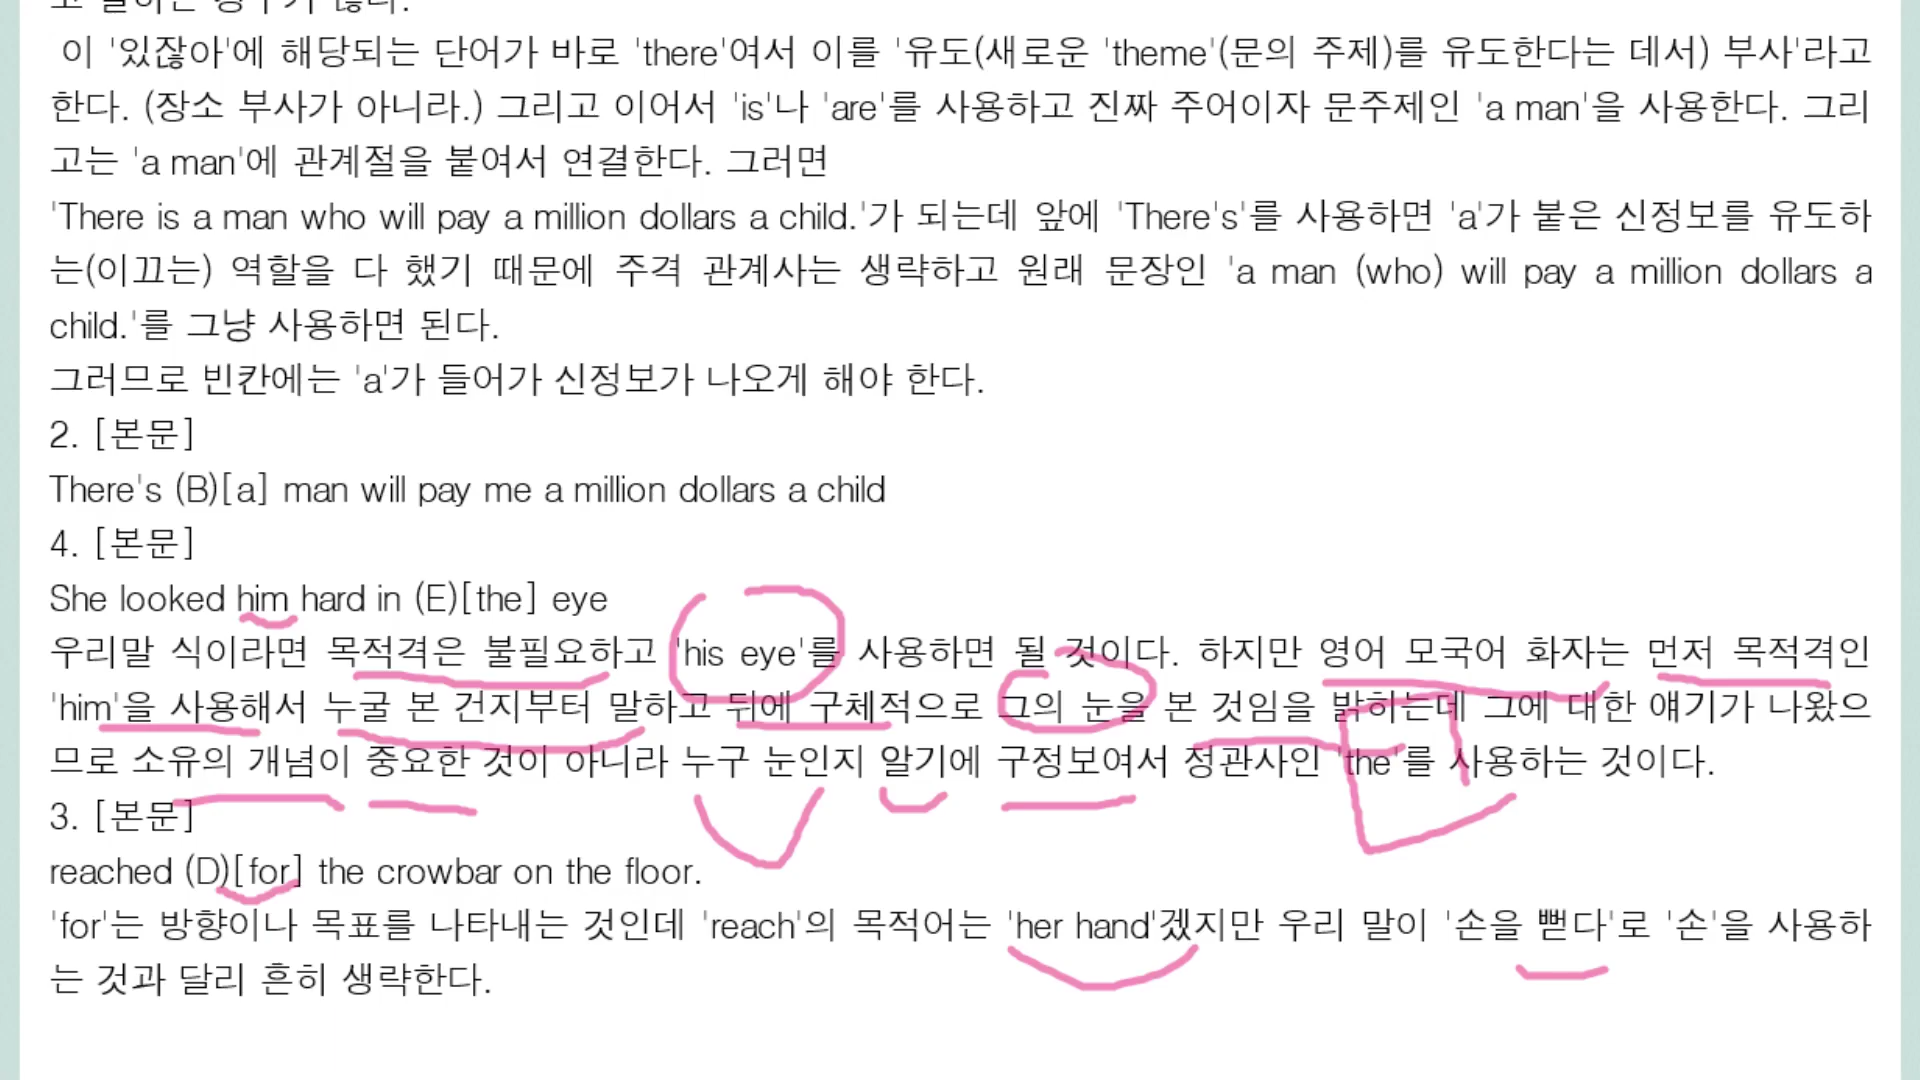 이 '있잖아'에 해당되는 단어가 바로 'there'여서 이를 '유도(새로운 'theme'(문의 주제)를 유도한다는 데서) 부사'라고
한다. (장소 부사가 아니라.) 그리고 이어서 'is'나 'are'를 사용하고 진짜 주어이자 문주제인 'a man'을 사용한다. 그리
고는 'a man'에 관계절을 붙여서 연결한다. 그러면
'There is a man who will pay a million dollars a child.'가 되는데 앞에 'There's'를 사용하면 'a'가 붙은 신정보를 유도하
는(이끄는) 역할을 다 했기 때문에 주격 관계사는 생략하고 원래 문장인 'a man (who) will pay a million dollars a
child.'를 그냥 사용하면 된다.
그러므로 빈칸에는 'a'가 들어가 신정보가 나오게 해야 한다.
2. [본문]
There's (B)[a] man will pay me a million dollars a child
4. [본문]
She looked him hard in (E)[the] eye
우리말 식이라면 목적격은 불필요하고 'his eye'를 사용하면 될 것이다. 하지만 영어 모국어 화자는 먼저 목적격인
'him'을 사용해서 누굴 본 건지부터 말하고 뒤에 구체적으로 그의 눈을 본 것임을 밝히는데 그에 대한 얘기가 나왔으
므로 소유의 개념이 중요한 것이 아니라 누구 눈인지 알기에 구정보여서 정관사인 'the'를 사용하는 것이다.
3. [본문]
reached (D)[for] the crowbar on the floor.
'for'는 방향이나 목표를 나타내는 것인데 'reach'의 목적어는 'her hand'겠지만 우리 말이 '손을 뻗다'로 '손'을 사용하
는 것과 달리 흔히 생략한다.